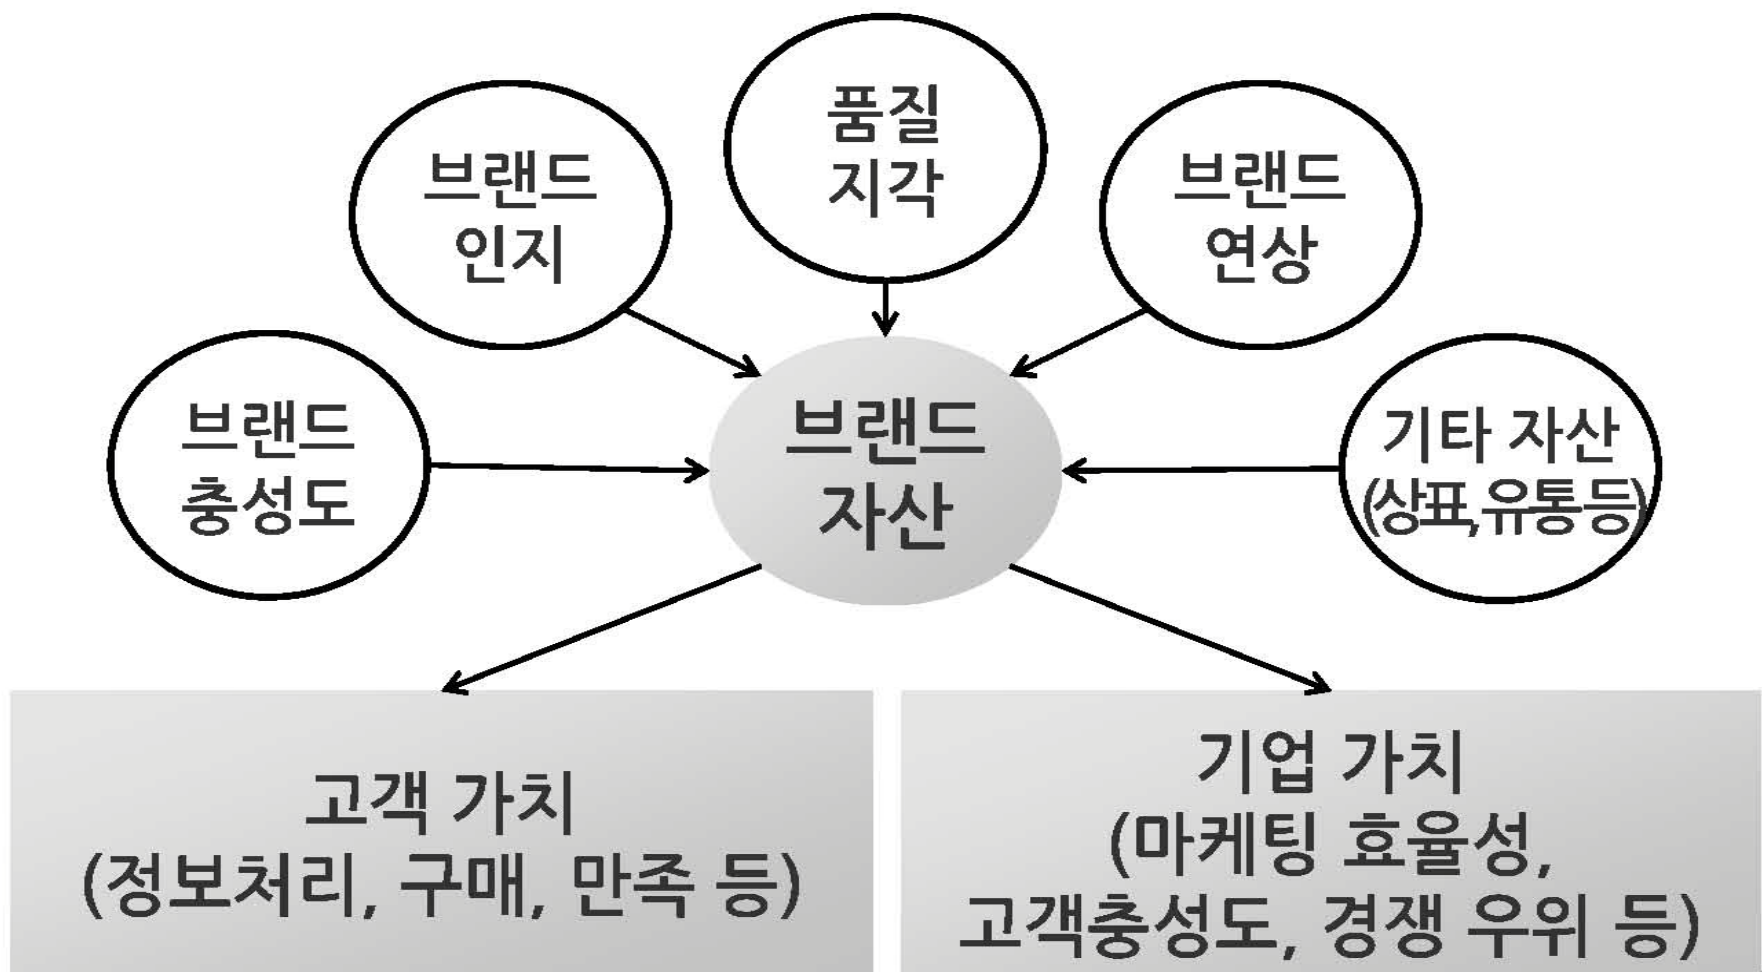 품질
지각
브랜드
인지
브랜드
연상
브랜드
충성도
브랜드
자산
기타 자산
(상표,유통등)
고객 가치
(정보처리, 구매, 만족 등)
기업 가치
(마케팅 효율성,
고객충성도, 경쟁 우위 등)